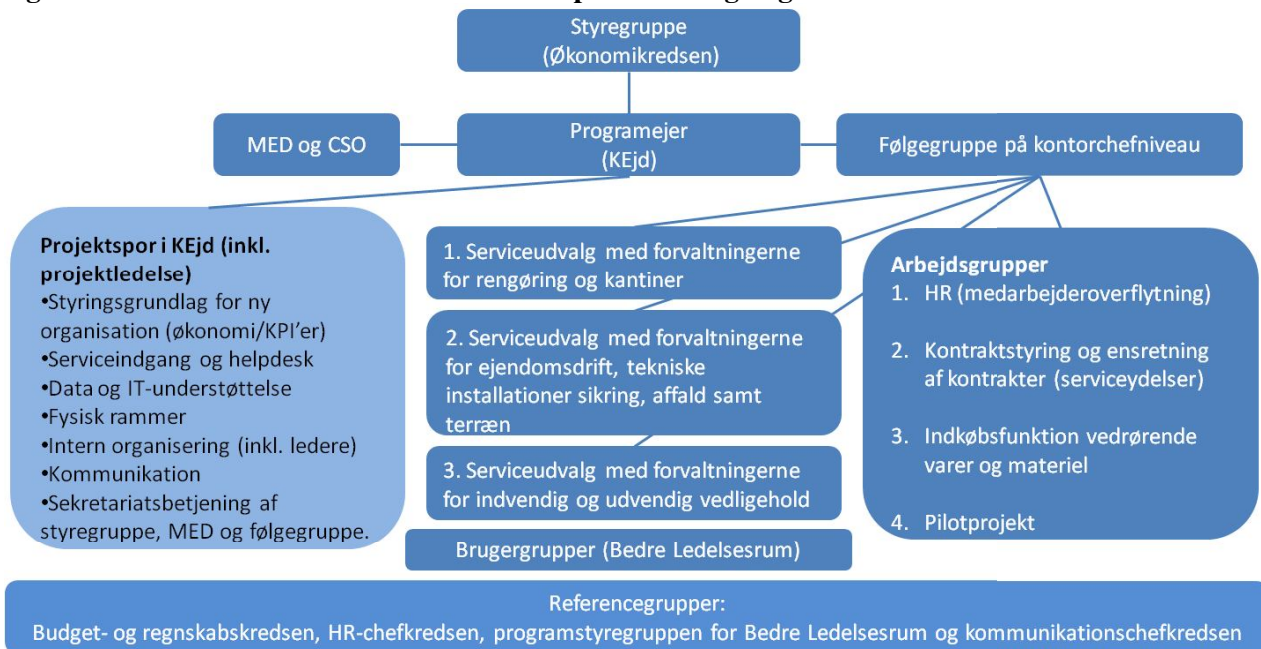 Styregruppe
(Økonomikredsen)
MED og CSO
Programejer
(KEjd)
Følgegruppe på kontorchefniveau
Projektspor i KEjd (inkl.
projektledelse)
•Styringsgrundlag for ny
organisation (økonomi/KPI'er)
•Serviceindgang og helpdesk
•Data og IT-understøttelse
•Fysisk rammer
•Intern organisering (inkl. ledere)
•Kommunikation
•Sekretariatsbetjening af
styregruppe, MED og følgegruppe.
1. Serviceudvalg med forvaltningerne
for rengøring og kantiner
2. Serviceudvalg med forvaltningerne
for ejendomsdrift, tekniske
installationer sikring, affald samt
terræn
3. Serviceudvalg med forvaltningerne
for indvendig og udvendig vedligehold
Brugergrupper (Bedre Ledelsesrum)
Arbejdsgrupper
1. HR (medarbejderoverflytning)
2. Kontraktstyring og ensretning
af kontrakter (serviceydelser)
3. Indkøbsfunktion vedrørende
varer og materiel
4. Pilotprojekt
Referencegrupper:
Budget- og regnskabskredsen, HR-chefkredsen, programstyregruppen for Bedre Ledelsesrum og kommunikationschefkredsen